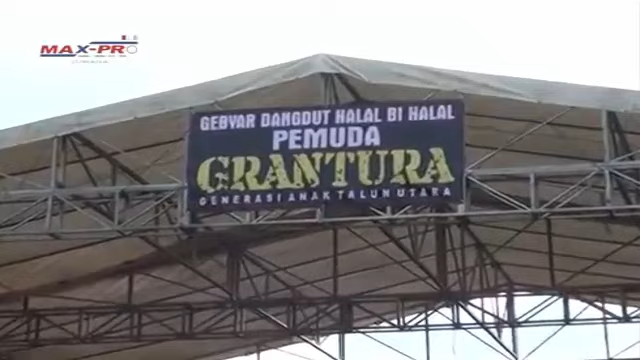 MAX-PRO
GEBYAR DANGDUT HALAL BI HALAL
PEMUDA
GRANTURA
GENERASI ANAK TALUN UTARA